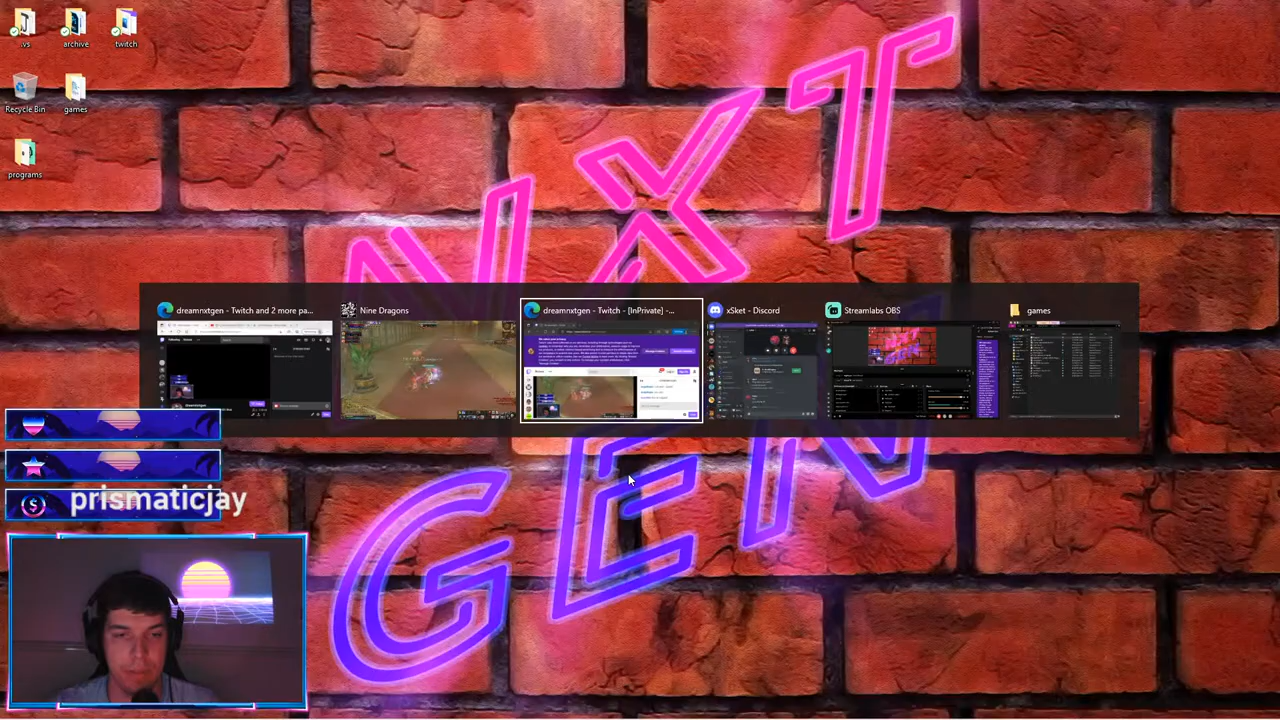 .vs
archive
twitch
Recycle Bin
games
programs
NXT
GEN
dreamnxtgen - Twitch and 2 more pa...
Nine Dragons
dreamnxtgen - Twitch - [InPrivate] -...
xSket - Discord
Streamlabs OBS
games
prismaticjay